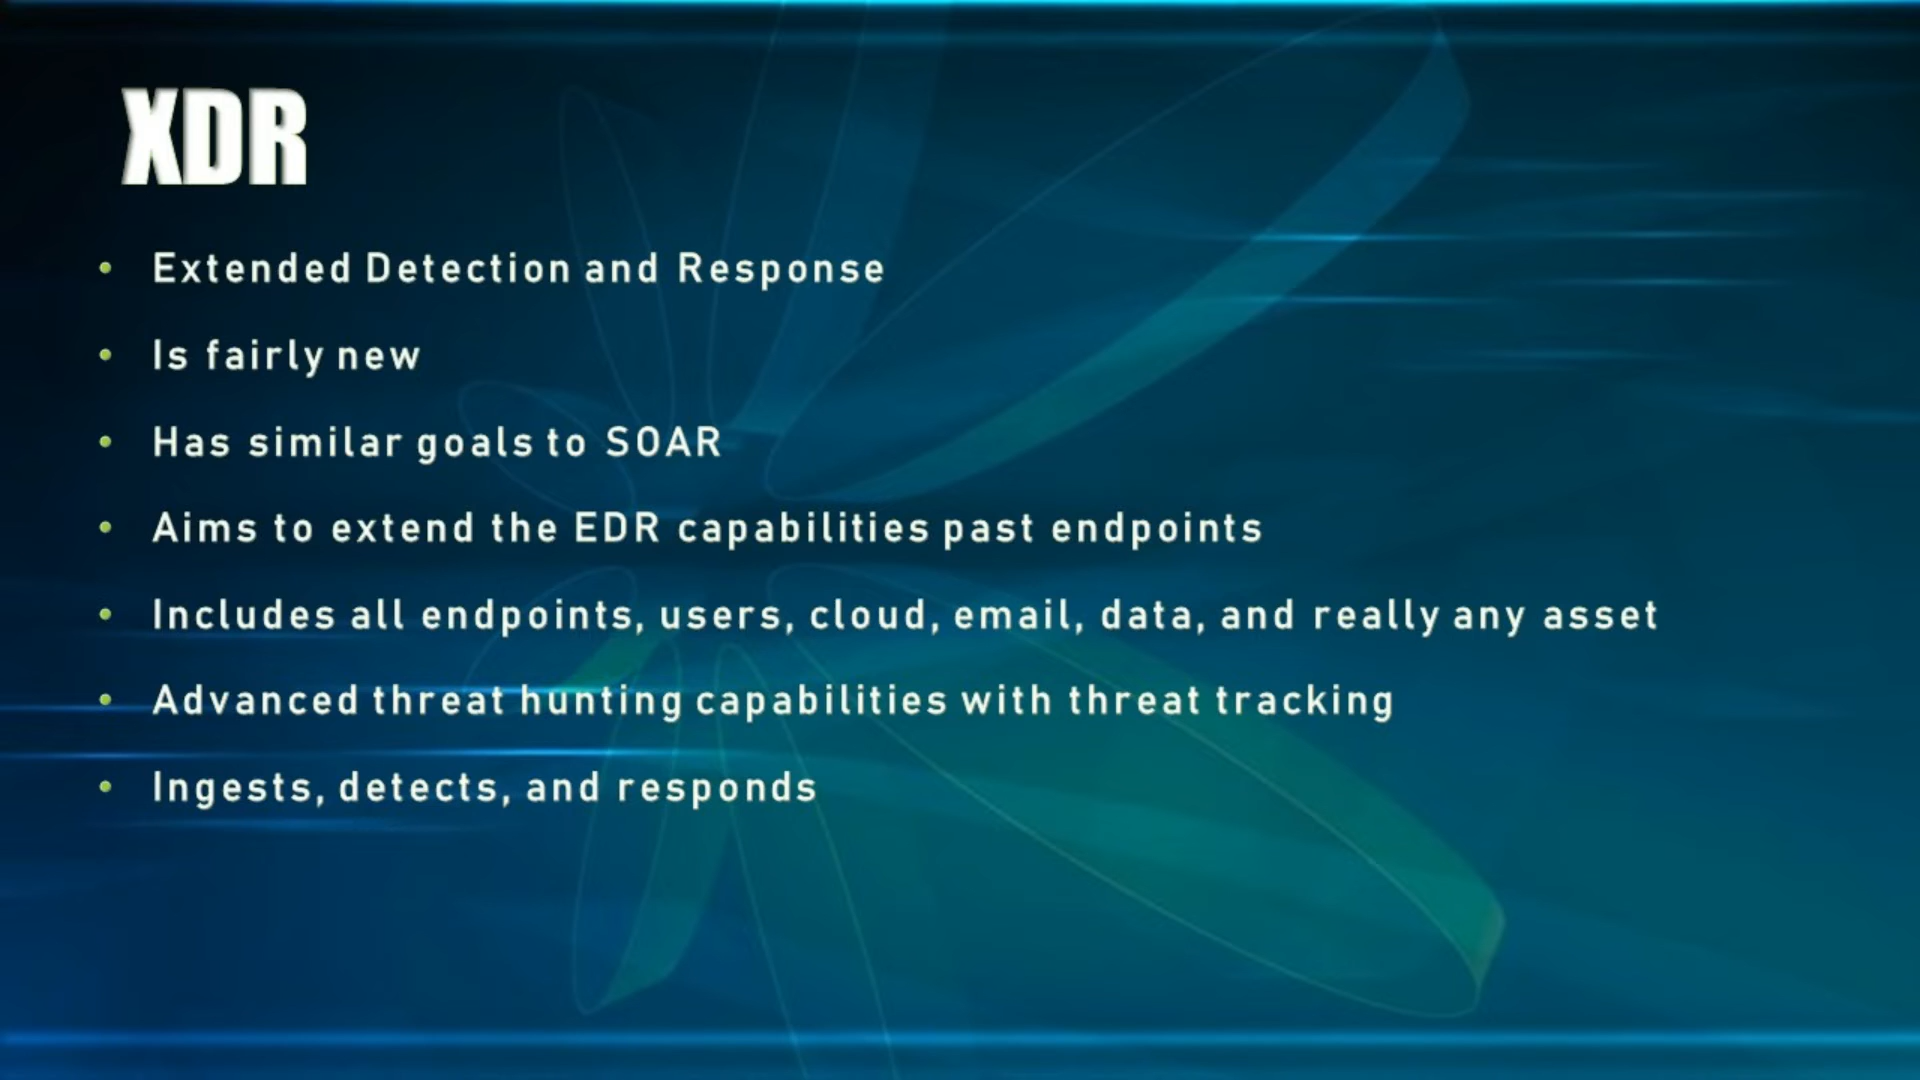 XDR
• Extended Detection and Response
• Is fairly new
• Has similar goals to SOAR
• Aims to extend the EDR capabilities past endpoints
• Includes all endpoints, users, cloud, email, data, and really any asset
• Advanced threat hunting capabilities with threat tracking
• Ingests, detects, and responds